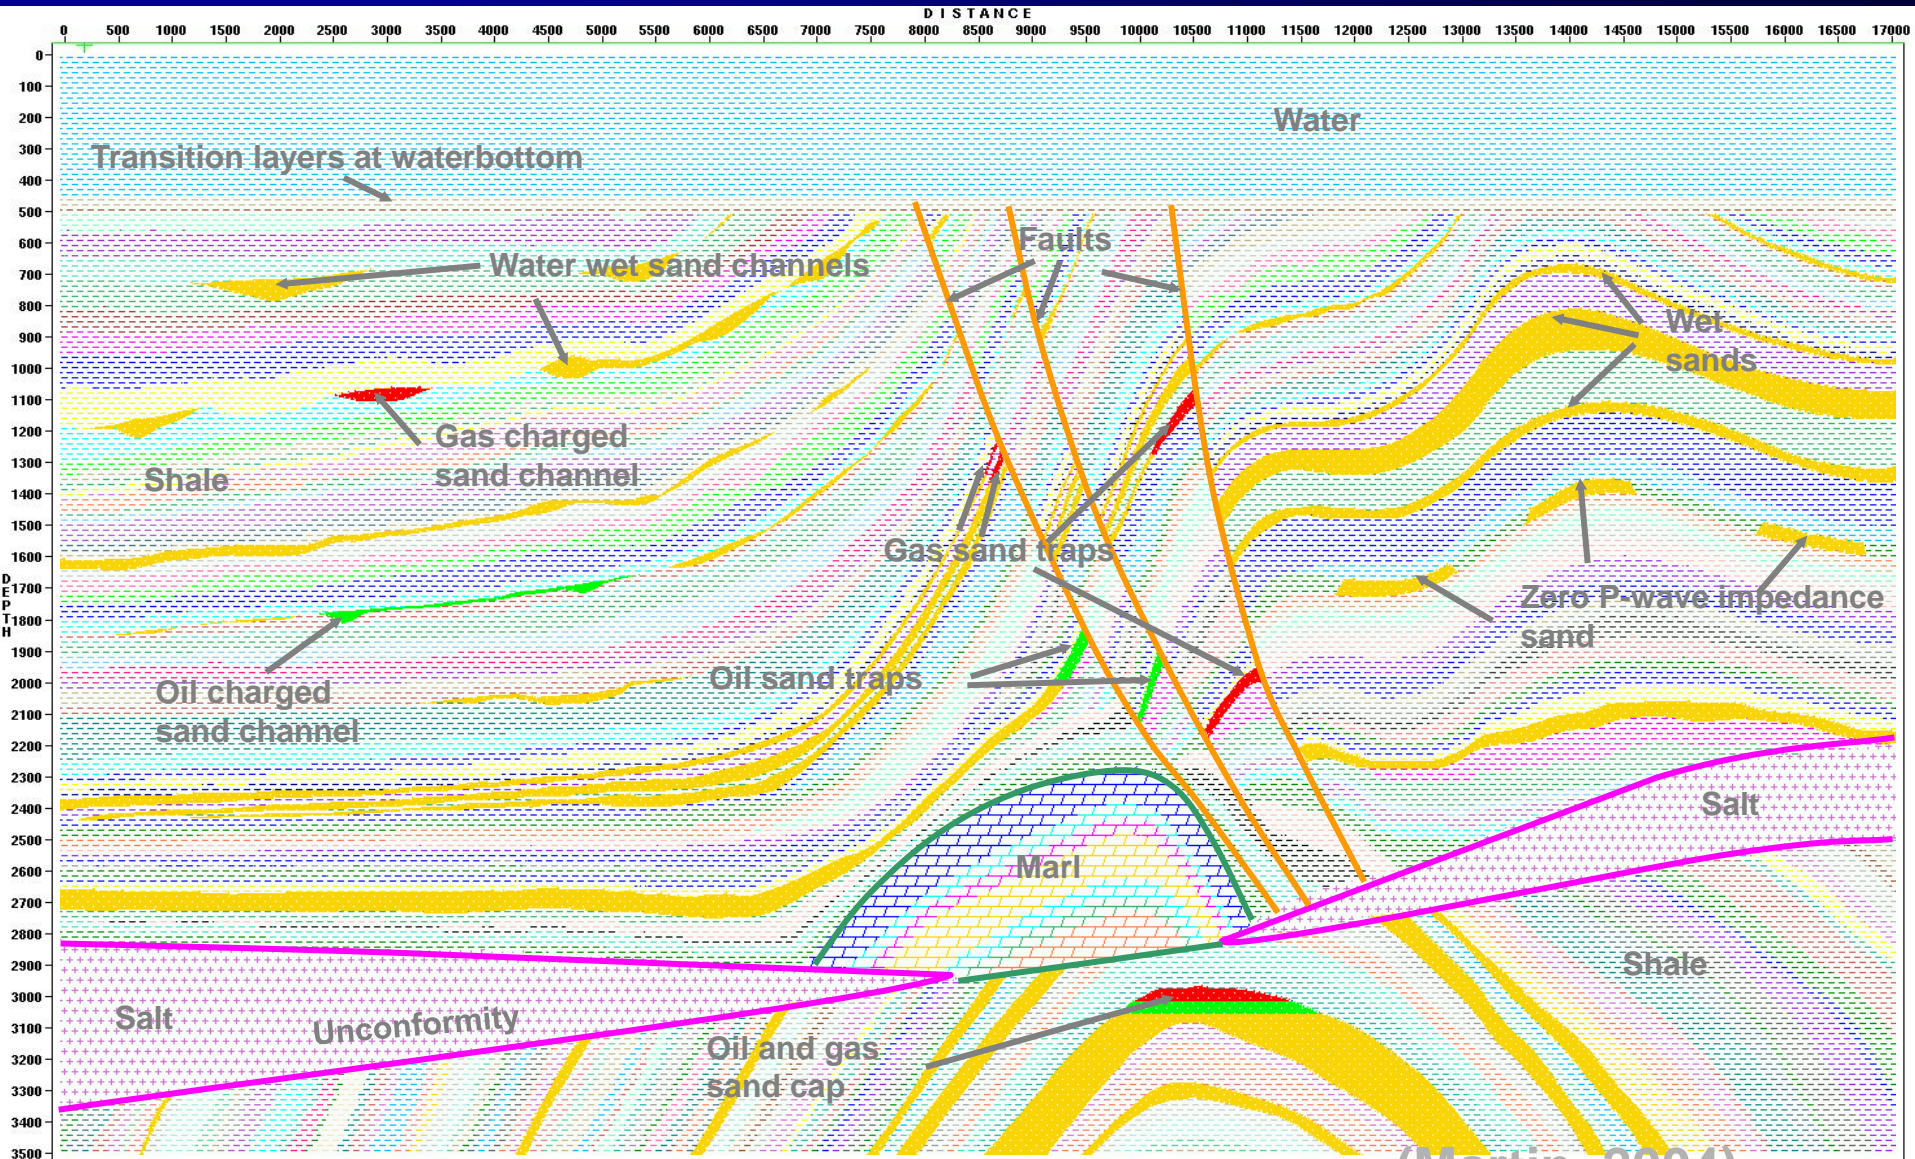 DISTANCE
0 500 1000 1500 2000 2500 3000 3500 4000 4500 5000 5500 6000 6500 7000 7500 8000 8500 9000 9500 10000 10500 11000 11500 12000 12500 13000 13500 14000 14500 15000 15500 16000 16500 17000
0
100
200
300
400
500
600
700
800
900
1000
1100
1200
1300
1400
1500
1600
1700
1800
1900
2000
2100
2200
2300
2400
2500
2600
2700
2800
2900
3000
3100
3200
3300
3400
3500
DEPTH
Water
Transition layers at waterbottom
Faults
Water wet sand channels
Wet
sands
Gas charged
sand channel
Shale
Gas sand traps
Zero P-wave impedance
sand
Oil sand traps
Oil charged
sand channel
Salt
Marl
Shale
Salt
Unconformity
Oil and gas
sand cap